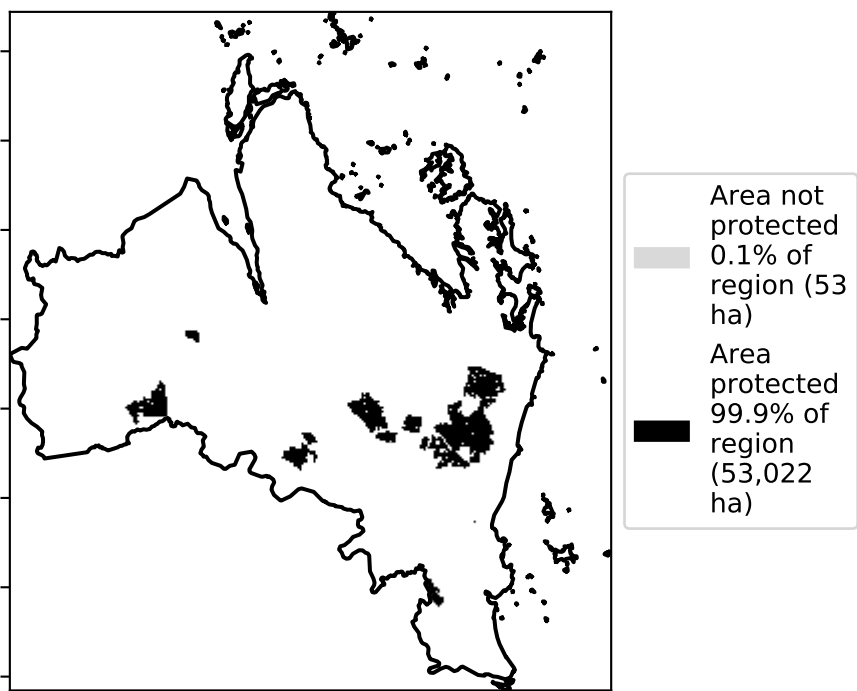 Area not
protected
0.1% of
region (53
ha)
Area
protected
99.9% of
region
(53,022
ha)